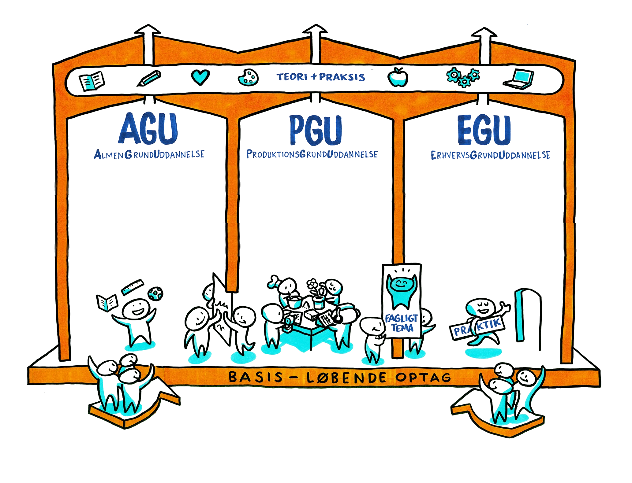 TEORI + PRAKSIS
AGU
ALMENGRUNDUDDANNELSE
PGU
PRODUKTIONSGRUNDUDDANNELSE
EGU
ERHVERVSGRUNDUDDANNELSE
FAGLIGT
TEMA
PRAKTIK
BASIS - LØBENDE OPTAG